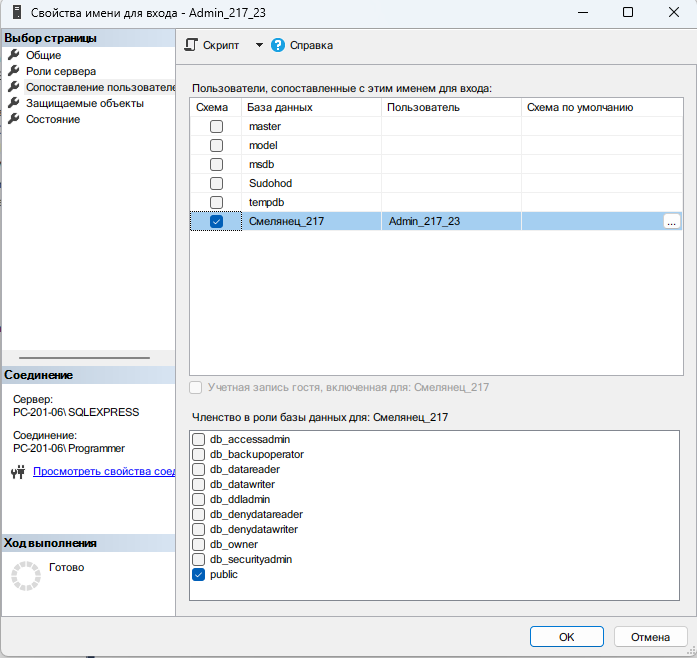 Свойства имени для входа - Admin_217_23
Выбор страницы
Общие
Роли сервера
Сопоставление пользователе
Защищаемые объекты
Состояние
Соединение
Сервер:
PC-201-06\SQLEXPRESS
Соединение:
PC-201-06\Programmer
Просмотреть свойства соед
Ход выполнения
Готово
Скрипт Справка
Пользователи, сопоставленные с этим именем для входа:
Схема База данных Пользователь Схема по умолчанию
master
model
msdb
Sudohod
tempdb
Смелянец_217 Admin_217_23 ...
Учетная запись гостя, включенная для: Смелянец_217
Членство в роли базы данных для: Смелянец_217
db_accessadmin
db_backupoperator
db_datareader
db_datawriter
db_ddladmin
db_denydatareader
db_denydatawriter
db_owner
db_securityadmin
public
OK Отмена